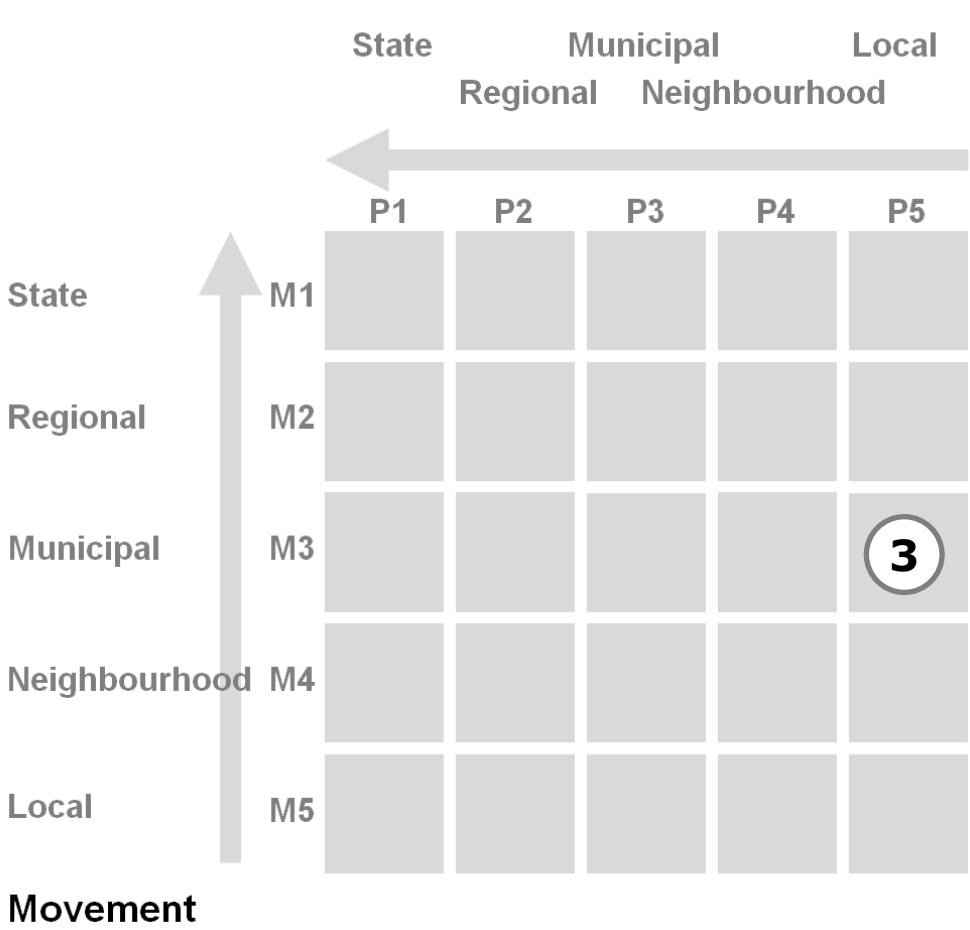 State Municipal Local
Regional Neighbourhood
P1 P2 P3 P4 P5
State M1
Regional M2
Municipal M3 3
Neighbourhood M4
Local M5
Movement